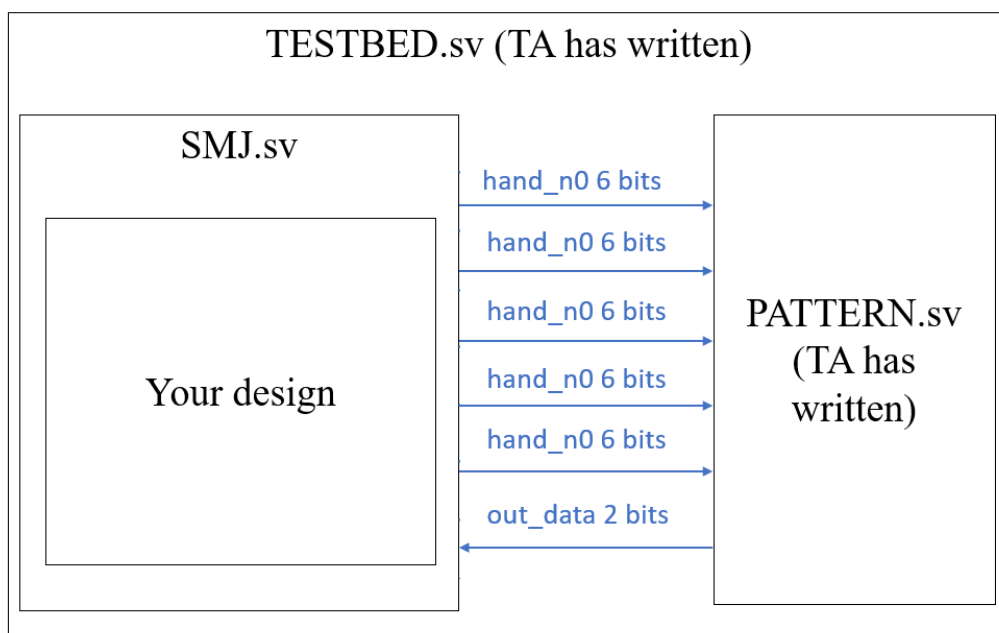 TESTBED.sv (TA has written)
SMJ.sv
hand_n0 6 bits
hand_n0 6 bits
hand_n0 6 bits
hand_n0 6 bits
hand_n0 6 bits
out_data 2 bits
Your design
PATTERN.sv
(TA has
written)